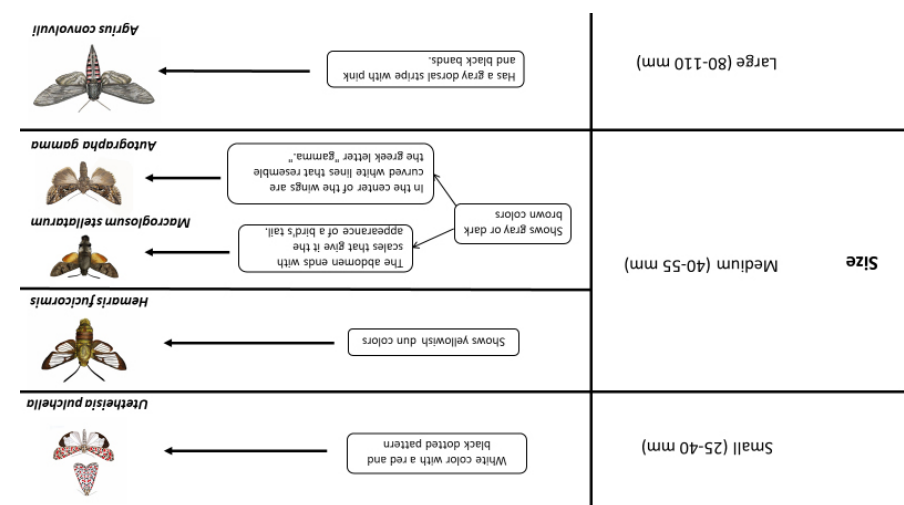 Small (25-40 mm)
White color with a red and
black dotted pattern
Utetheisia pulchella
Size
Medium (40-55 mm)
Shows yellowish dun colors
Hemaris fucicormis
Shows gray or dark
brown colors
The abdomen ends with
scales that give it the
appearance of a bird's tail.
Macroglosum stellatarum
In the center of the wings are
curved white lines that resemble
the greek letter "gamma."
Autographa gamma
Large (80-110 mm)
Has a gray dorsal stripe with pink
and black bands.
Agrius convolvuli